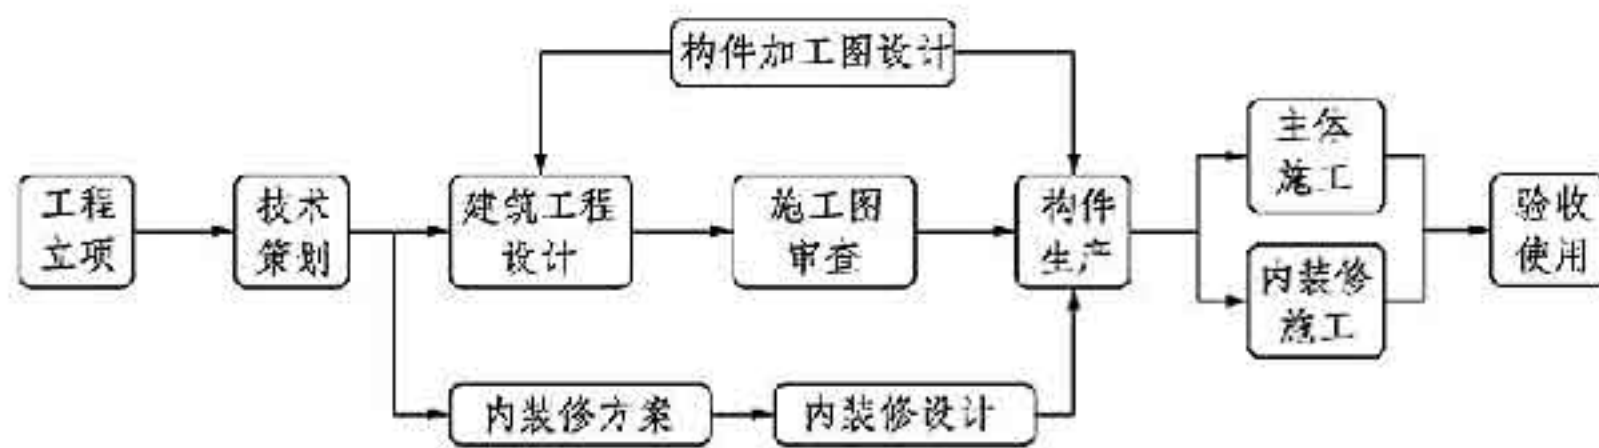 构件加工图设计
工程
立项
技术
策划
建筑工程
设计
施工图
审查
构件
生产
主体
施工
内装修
施工
验收
使用
内装修方案
内装修设计